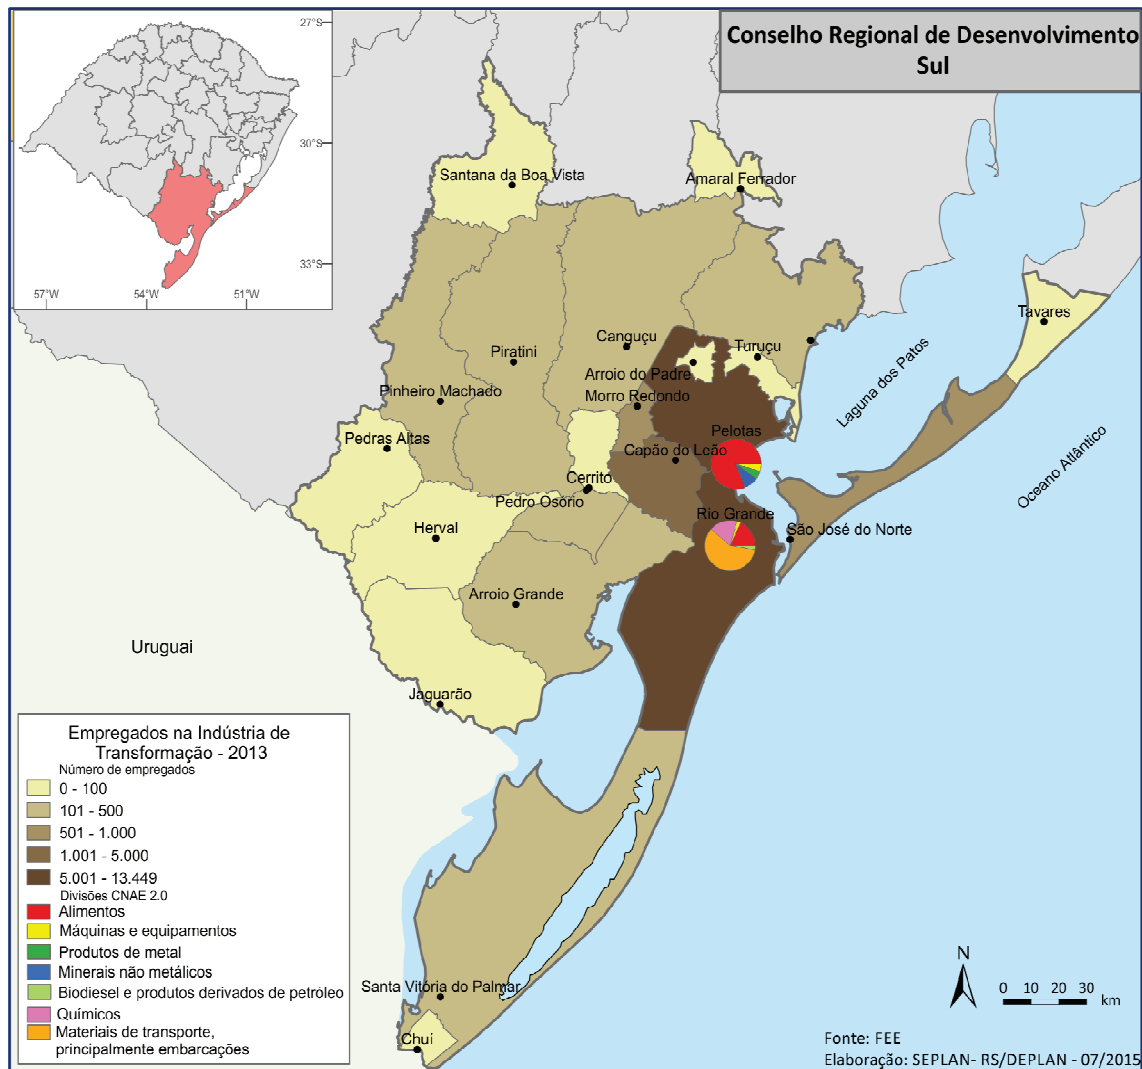 Conselho Regional de Desenvolvimento
Sul
27°S
30°S
33°S
57°W
54°W
51°W
Santana da Boa Vista
Amaral Ferrador
Tavares
Canguçu
Turuçu
Piratini
Arroio do Padre
Laguna dos Patos
Pinheiro Machado
Morro Redondo
Pelotas
Pedras Altas
Capão do Leão
Oceano Atlântico
Cerrito
Pedro Osório
Rio Grande
Herval
São José do Norte
Arroio Grande
Uruguai
Jaguarão
Santa Vitória do Palmar
Chuí
Empregados na Indústria de
Transformação - 2013
Número de empregados
0 - 100
101 - 500
501 - 1.000
1.001 - 5.000
5.001 - 13.449
Divisões CNAE 2.0
Alimentos
Máquinas e equipamentos
Produtos de metal
Minerais não metálicos
Biodiesel e produtos derivados de petróleo
Químicos
Materiais de transporte,
principalmente embarcações
N
0 10 20 30
km
Fonte: FEE
Elaboração: SEPLAN- RS/DEPLAN - 07/2015